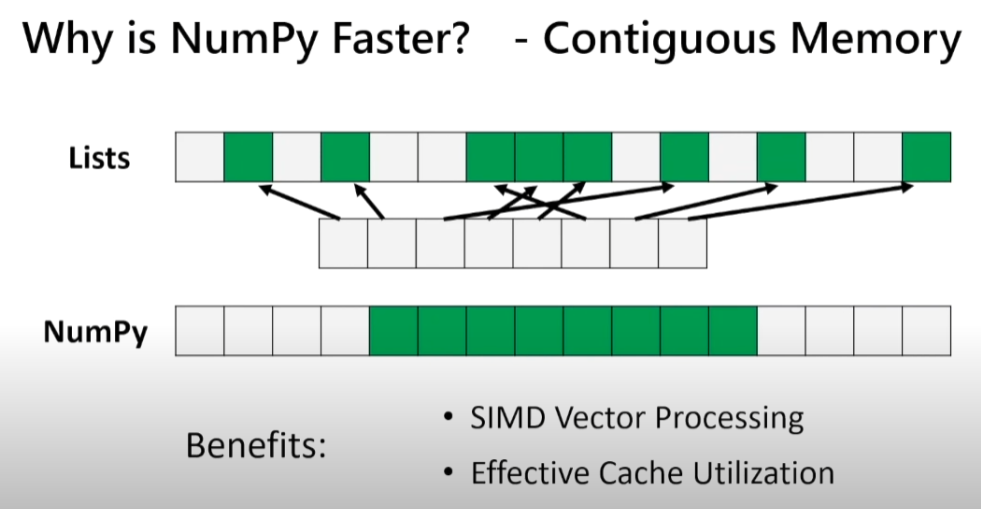 Why is NumPy Faster? - Contiguous Memory
Lists
NumPy
Benefits:
• SIMD Vector Processing
• Effective Cache Utilization